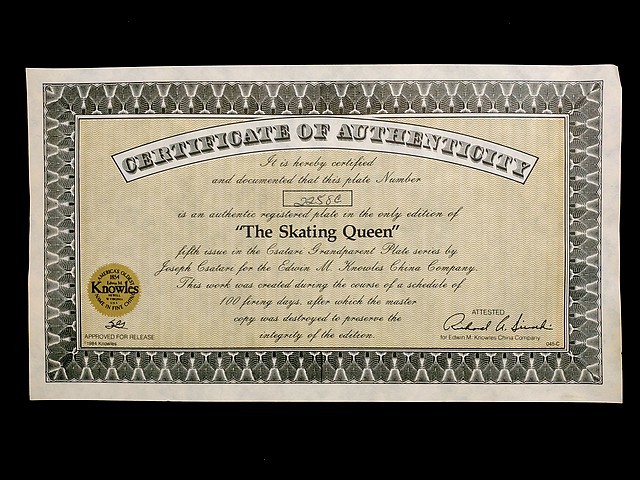 CERTIFICATE OF AUTHENTICITY
It is hereby certified
and documented that this plate Number
2258C
is an authentic registered plate in the only edition of
"The Skating Queen"
fifth issue in the Csatari Grandparent Plate series by
Joseph Csatari for the Edwin M. Knowles China Company.
This work was created during the course of a schedule of
100 firing days, after which the master
copy was destroyed to preserve the
integrity of the edition.
AMERICA'S OLDEST
1854
Edwin M.
Knowles
NAME IN FINE CHINA
APPROVED FOR RELEASE
©1984 Knowles
ATTESTED
for Edwin M. Knowles China Company
045-C